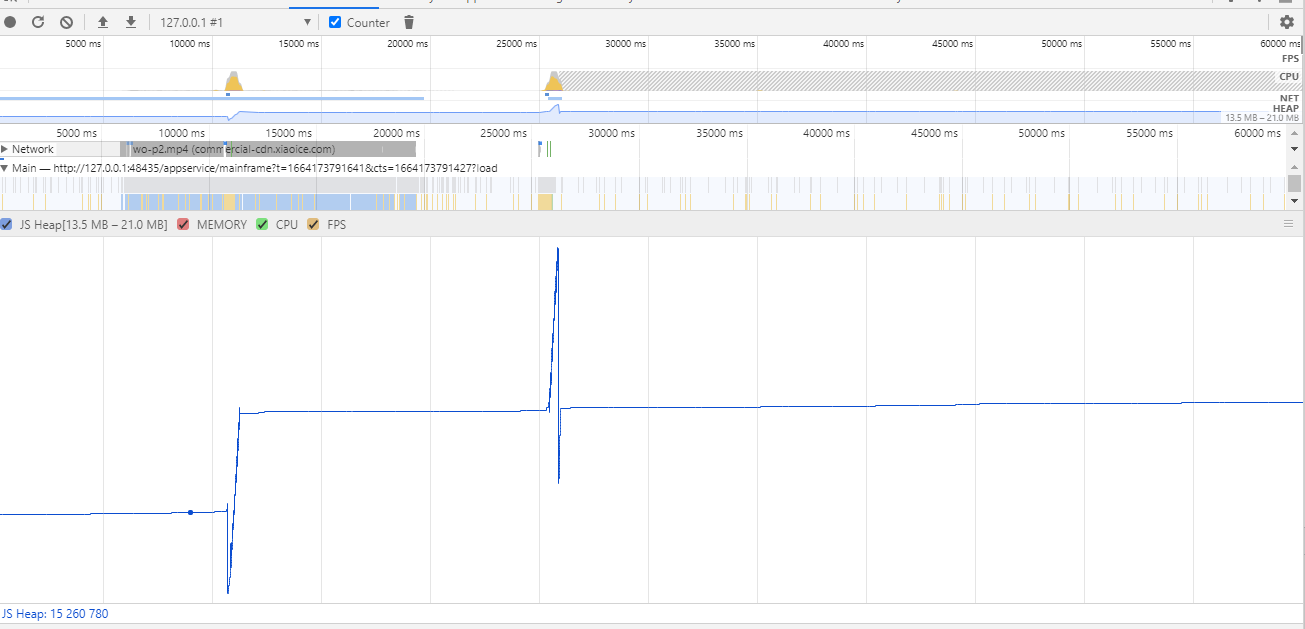 127.0.0.1 #1 Counter
5000 ms 10000 ms 15000 ms 20000 ms 25000 ms 30000 ms 35000 ms 40000 ms 45000 ms 50000 ms 55000 ms 60000 ms
FPS
CPU
NET
HEAP
13.5 MB – 21.0 MB
5000 ms 10000 ms 15000 ms 20000 ms 25000 ms 30000 ms 35000 ms 40000 ms 45000 ms 50000 ms 55000 ms 60000 ms
Network wo-p2.mp4 (commercial-cdn.xiaoice.com)
Main — http://127.0.0.1:48435/appservice/mainframe?t=1664173791641&cts=1664173791427?load
JS Heap[13.5 MB – 21.0 MB] MEMORY CPU FPS
JS Heap: 15 260 780